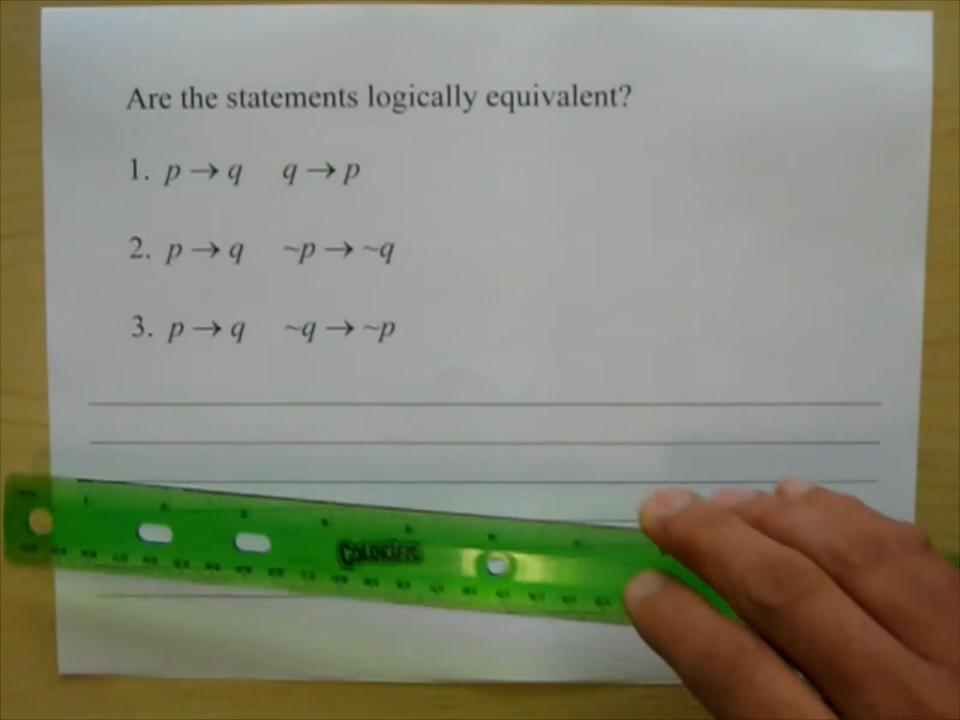 Are the statements logically equivalent?
1. p → q q → p
2. p → q ~p → ~q
3. p → q ~q → ~p